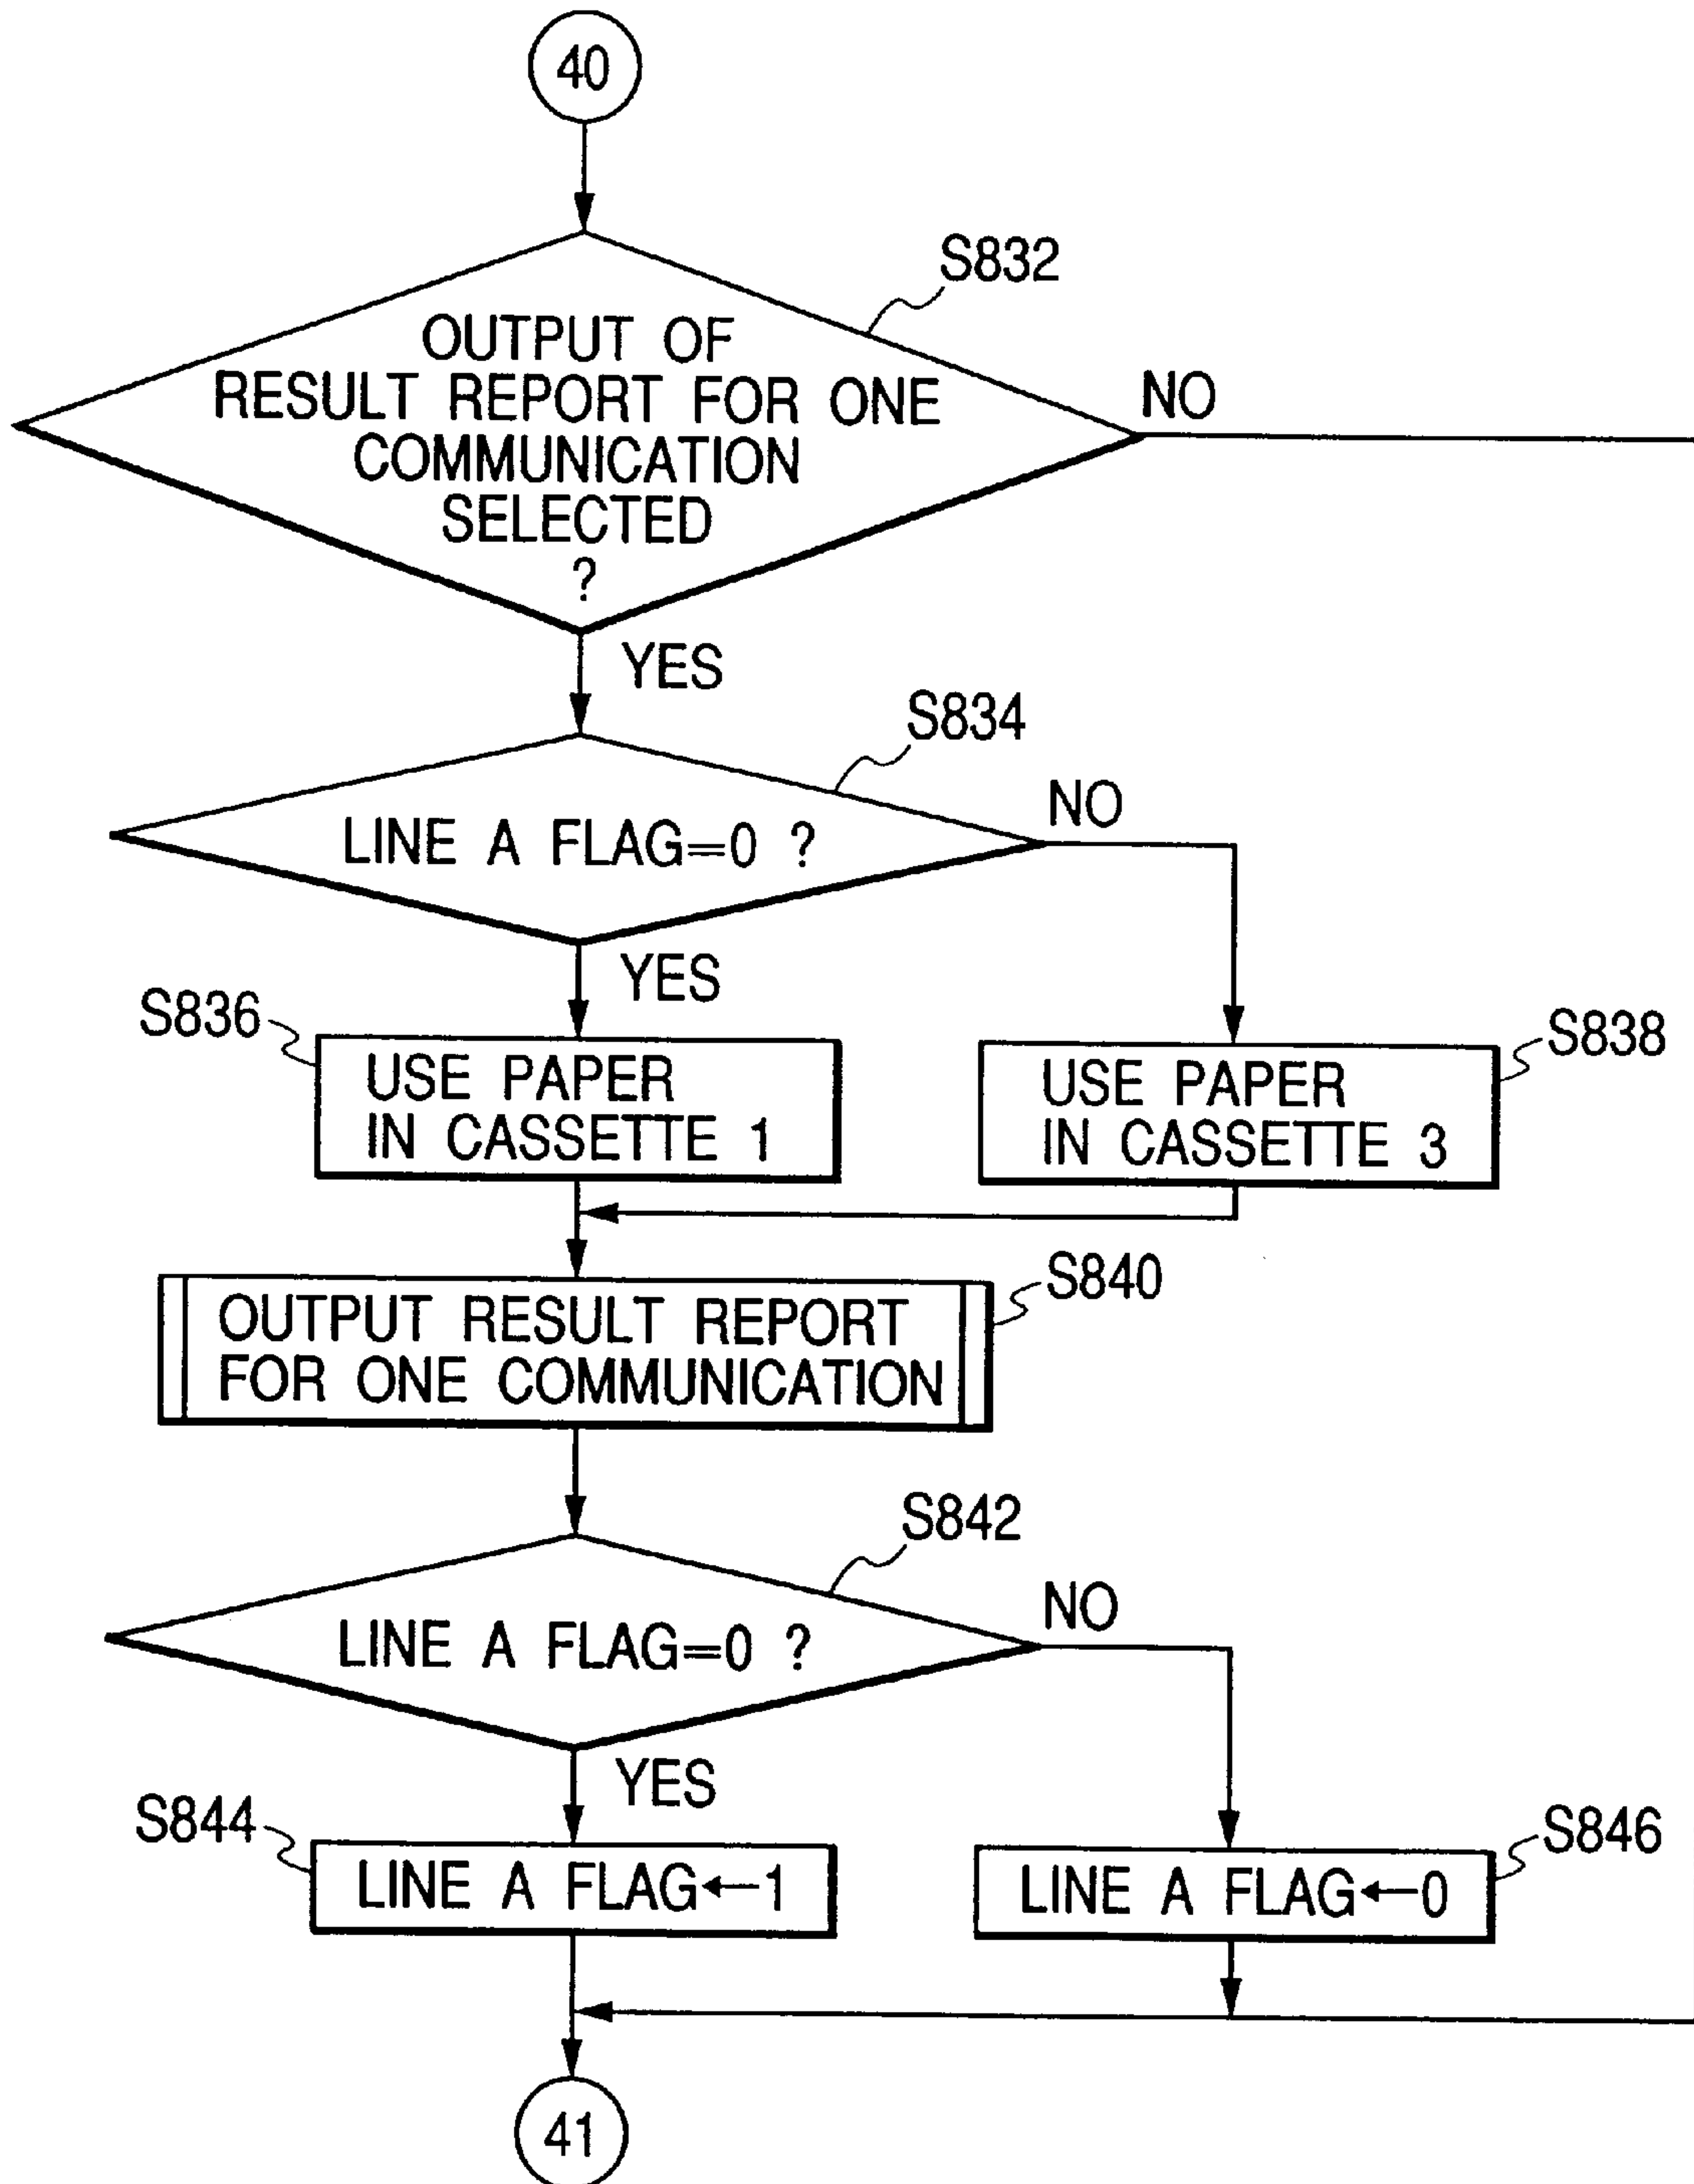 40
S832
OUTPUT OF
RESULT REPORT FOR ONE
COMMUNICATION
SELECTED
?
NO
YES
S834
LINE A FLAG=0 ?
NO
YES
S836
USE PAPER
IN CASSETTE 1
S838
USE PAPER
IN CASSETTE 3
S840
OUTPUT RESULT REPORT
FOR ONE COMMUNICATION
S842
LINE A FLAG=0 ?
NO
YES
S844
LINE A FLAG←1
S846
LINE A FLAG←0
41